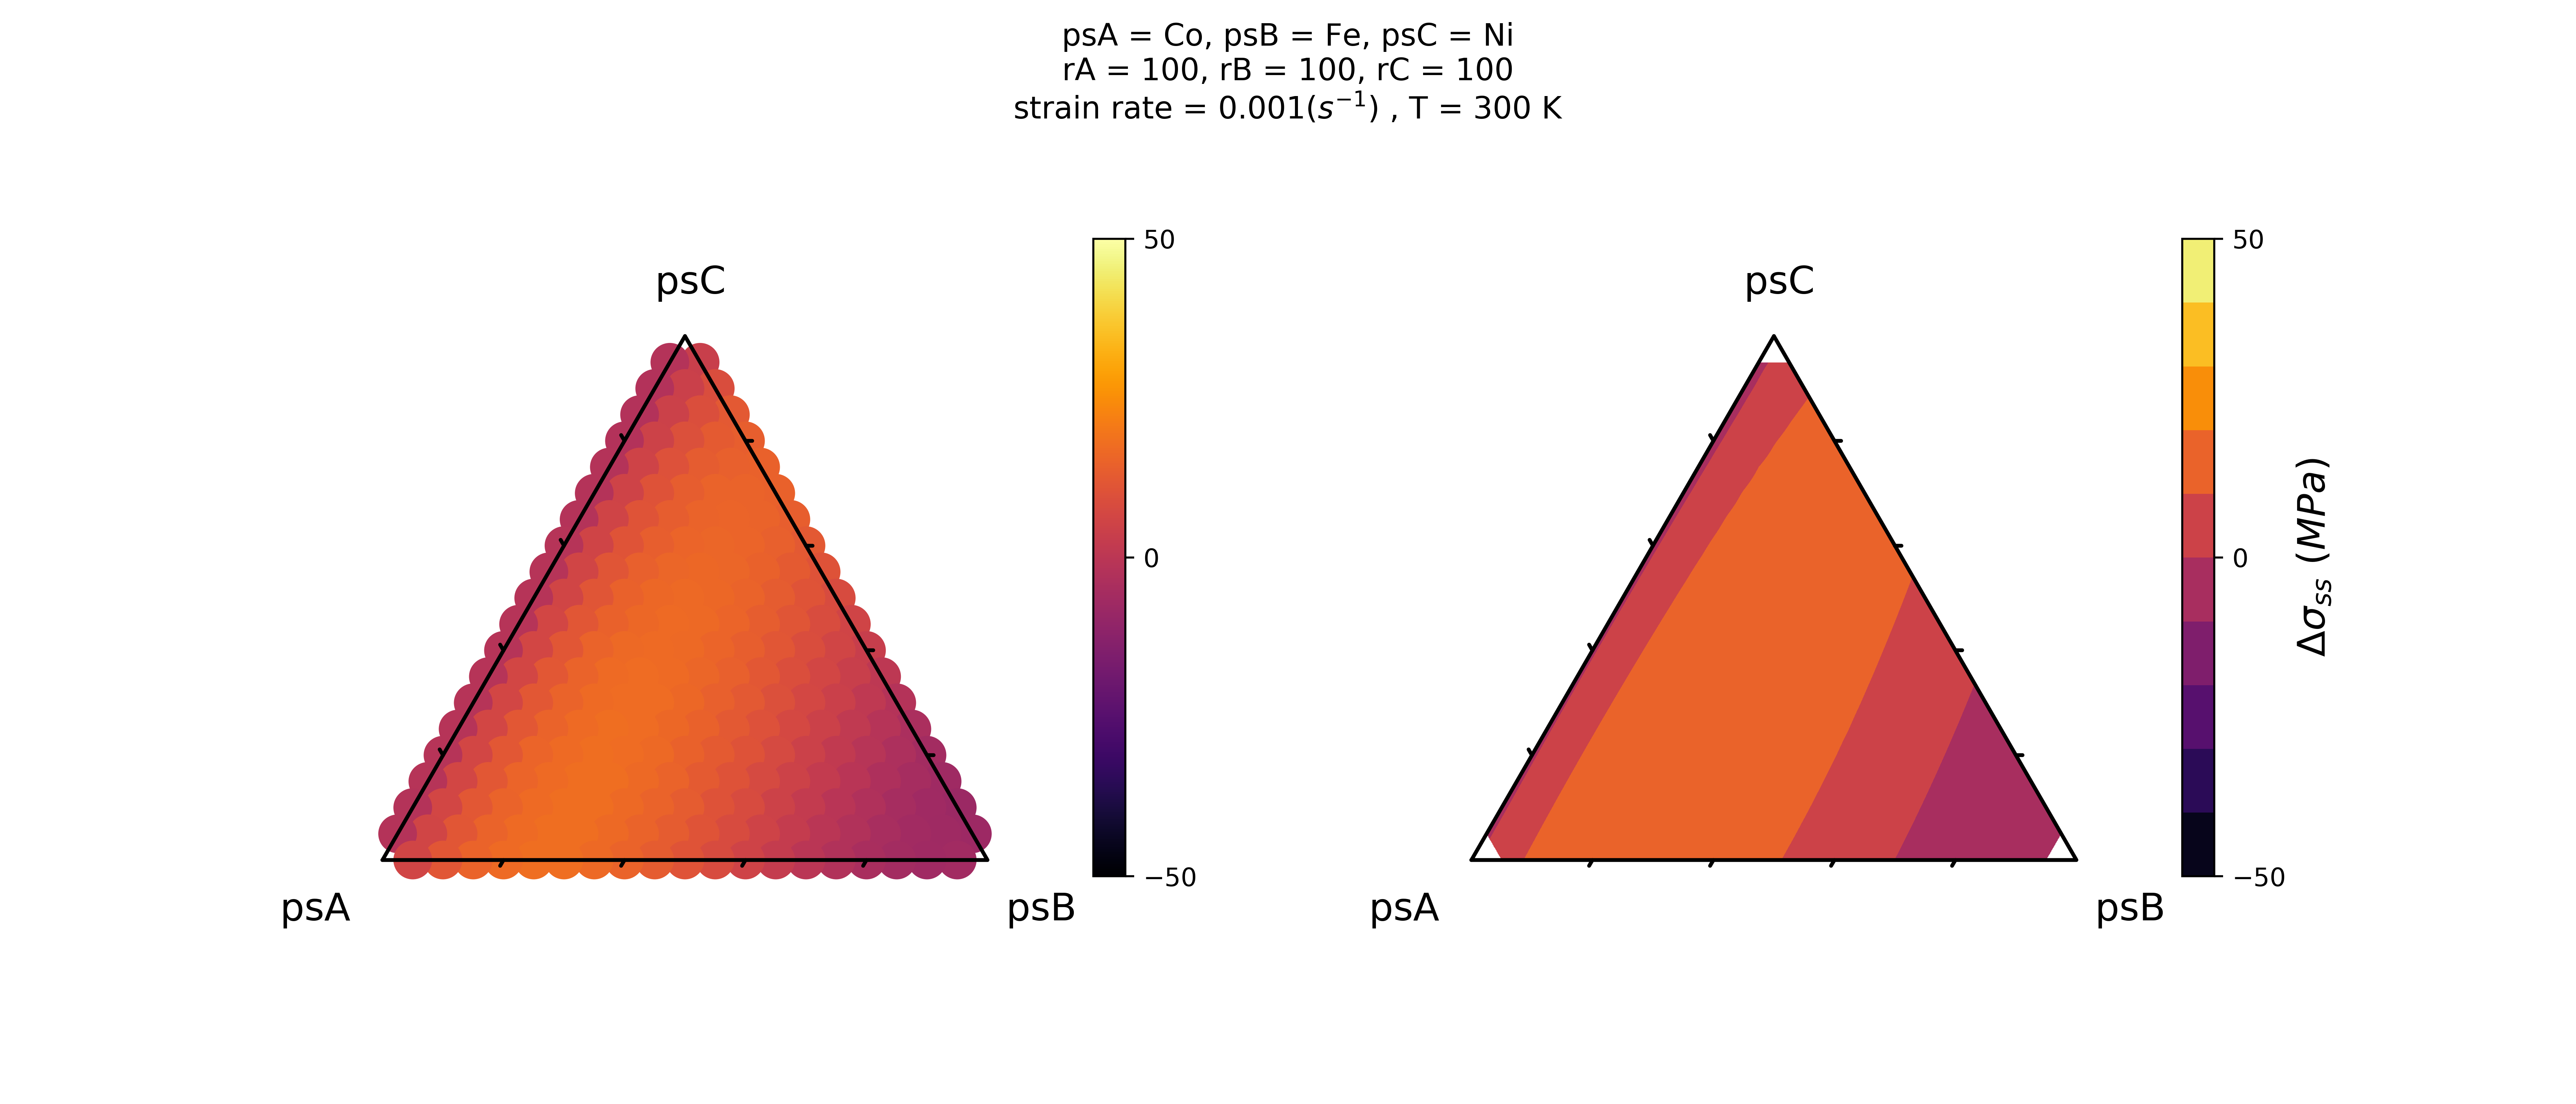 psA = Co, psB = Fe, psC = Ni
rA = 100, rB = 100, rC = 100
strain rate = 0.001(s⁻¹) , T = 300 K
psC
psA
psB
50
0
−50
psC
psA
psB
50
0
−50
Δσss (MPa)